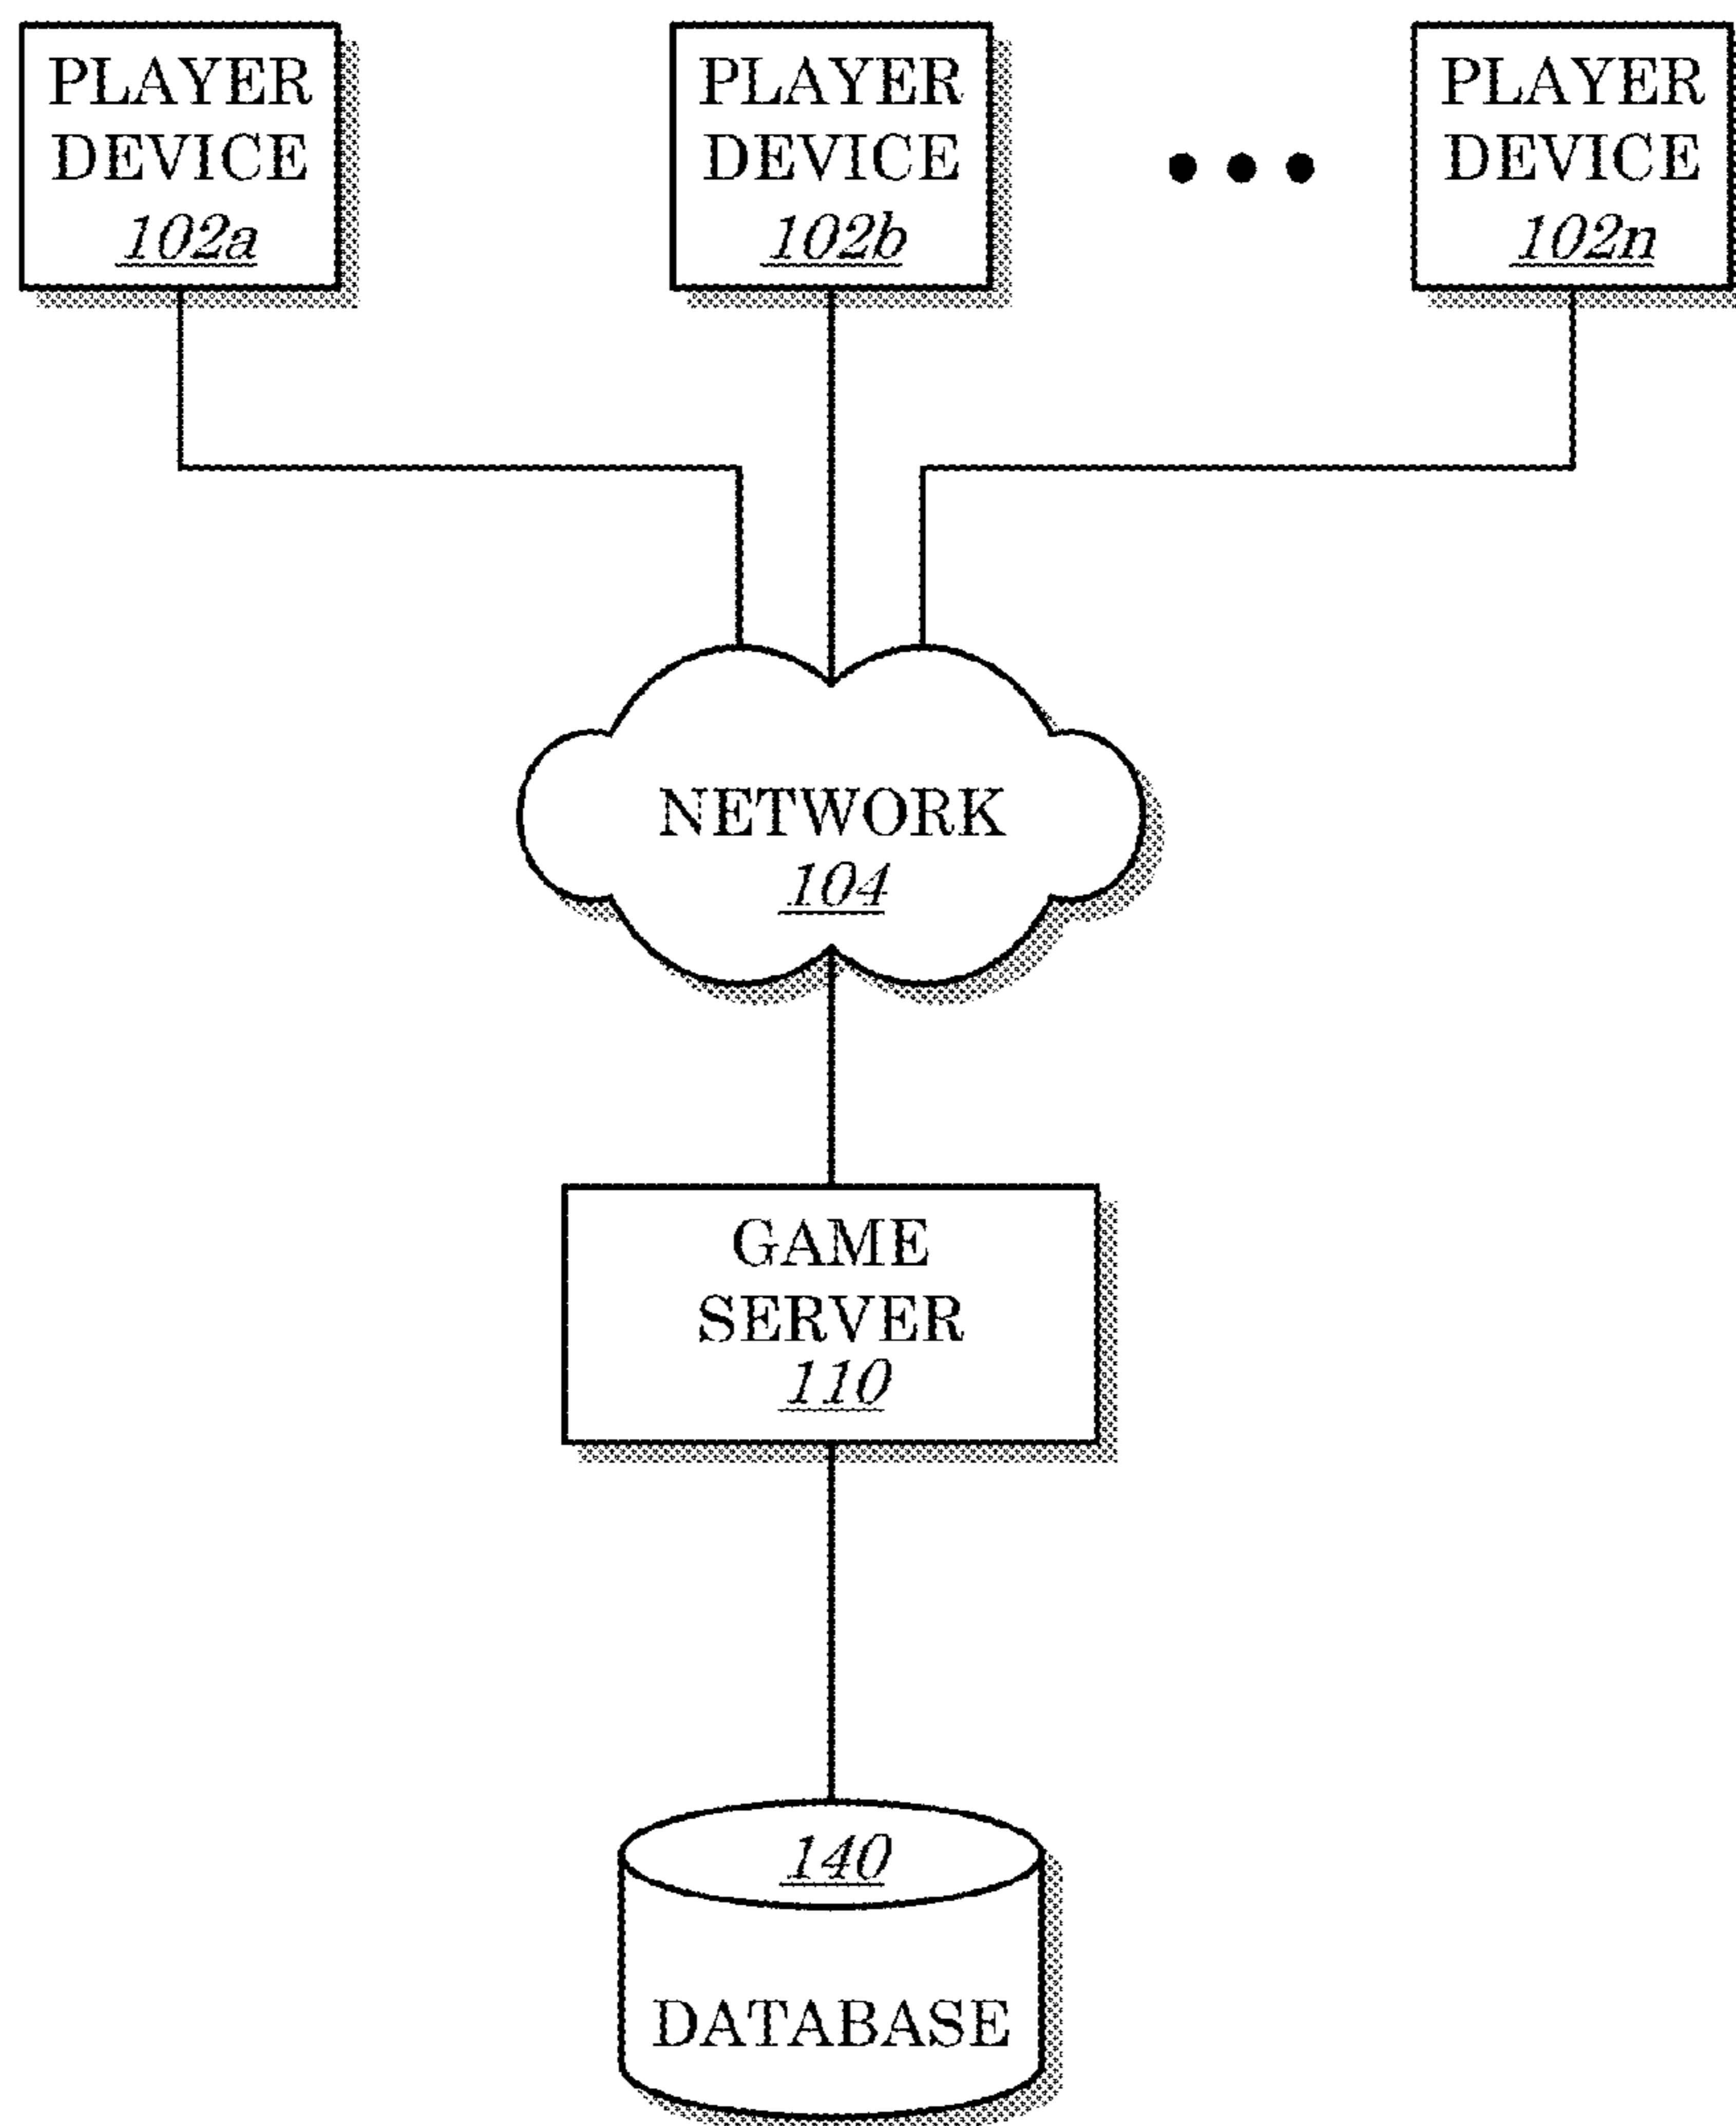 PLAYER
DEVICE
102a
PLAYER
DEVICE
102b
PLAYER
DEVICE
102n
NETWORK
104
GAME
SERVER
110
140
DATABASE